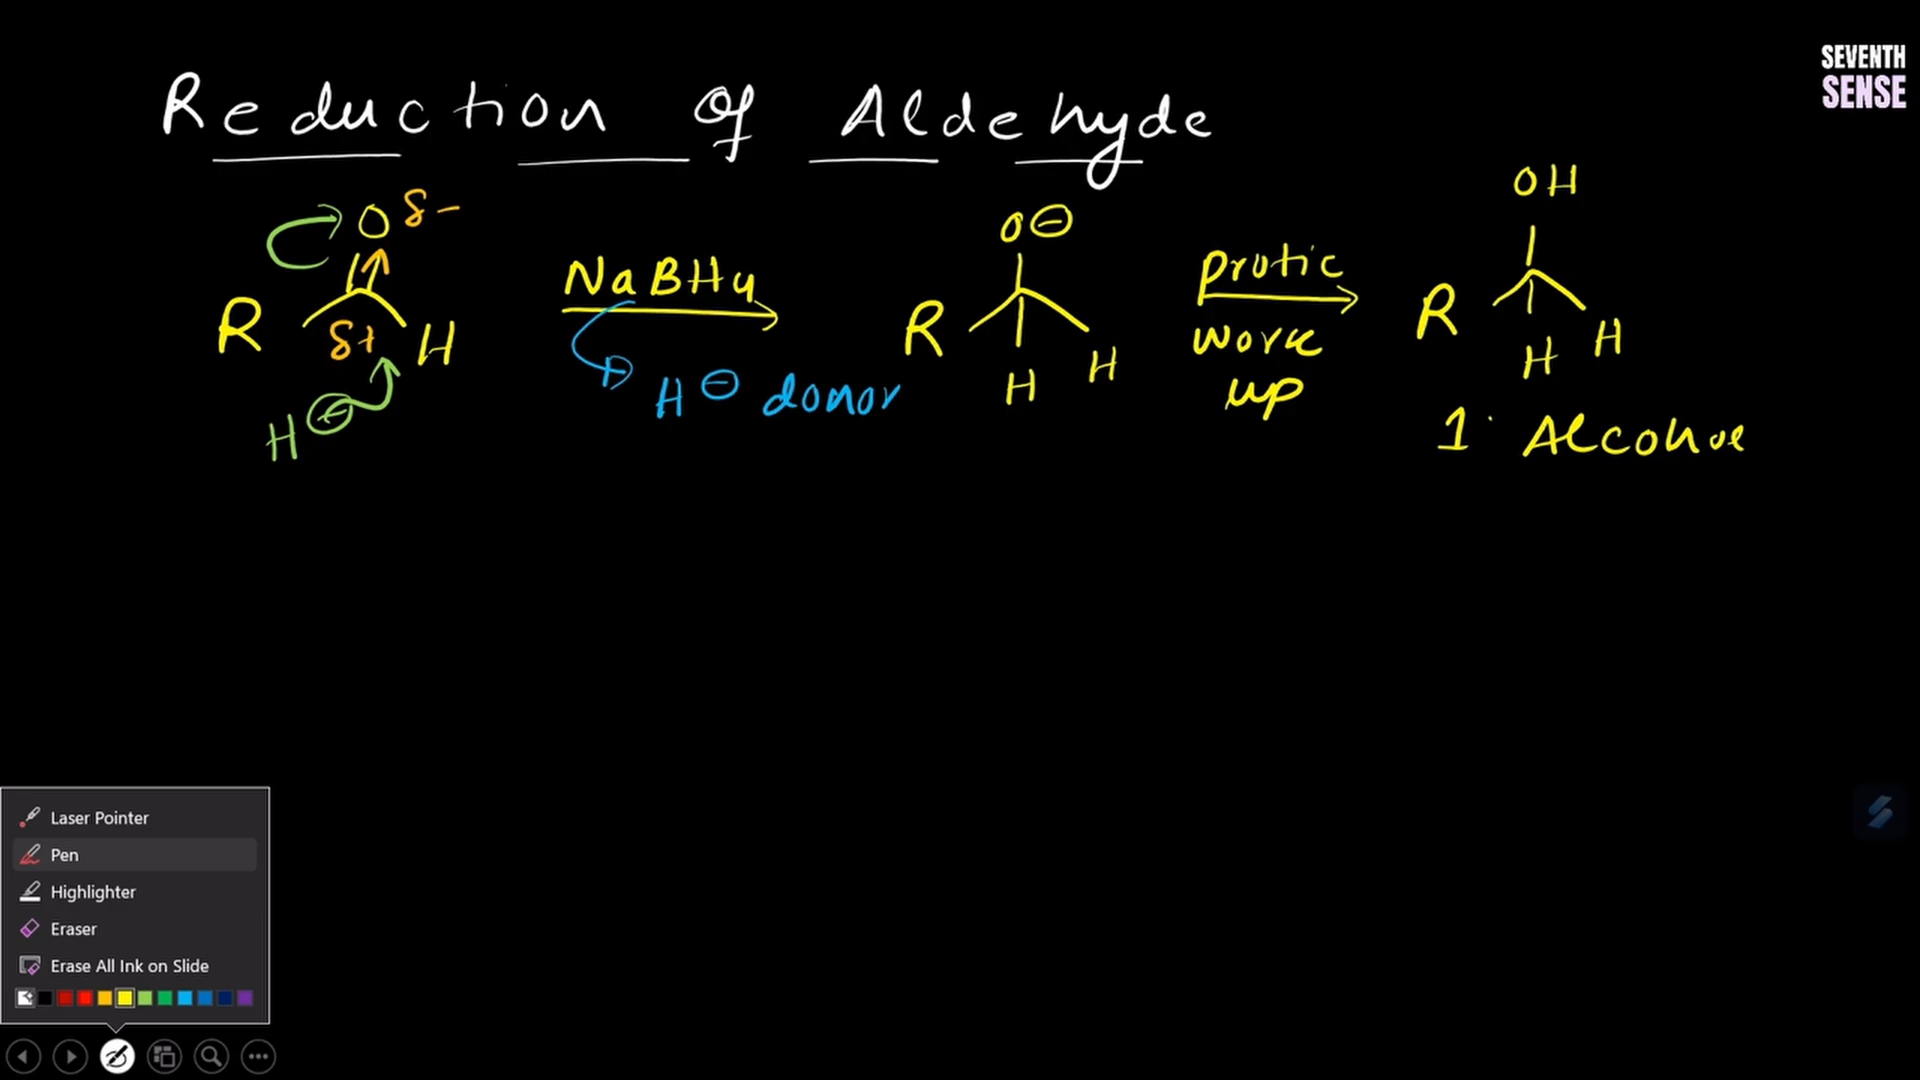 SEVENTH
SENSE
Reduction of Aldehyde
O δ-
R δ+ H
H⊖
NaBH4
H⊖ donor
O⊖
R H H
Protic
work
up
OH
R H H
1° Alcohol
Laser Pointer
Pen
Highlighter
Eraser
Erase All Ink on Slide